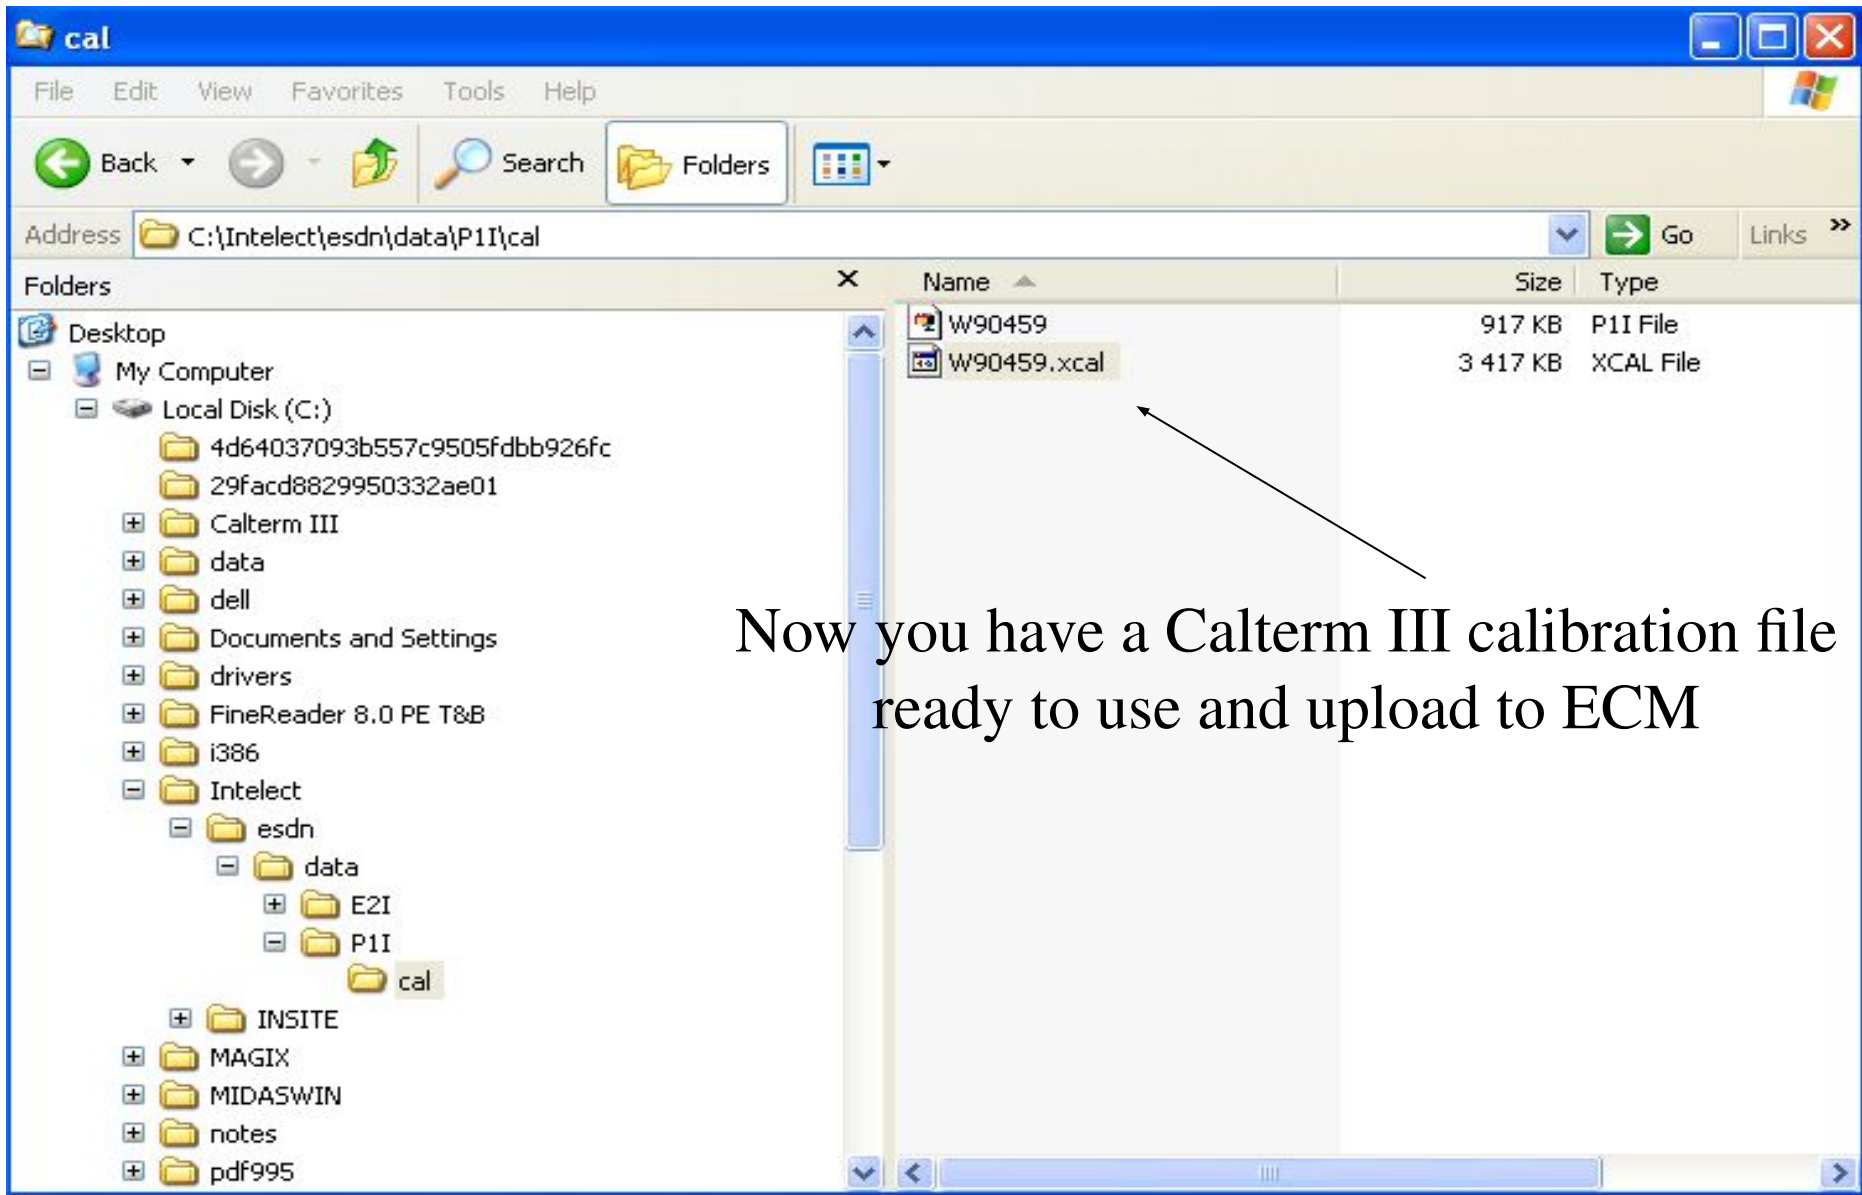 cal
File Edit View Favorites Tools Help
Back Search Folders
Address C:\Intelect\esdn\data\P1I\cal Go Links »
Folders
Name Size Type
Desktop
My Computer
Local Disk (C:)
4d64037093b557c9505fdbb926fc
29facd8829950332ae01
Calterm III
data
dell
Documents and Settings
drivers
FineReader 8.0 PE T&B
i386
Intelect
esdn
data
E2I
P1I
cal
INSITE
MAGIX
MIDASWIN
notes
pdf995
W90459 917 KB P1I File
W90459.xcal 3 417 KB XCAL File
Now you have a Calterm III calibration file
ready to use and upload to ECM